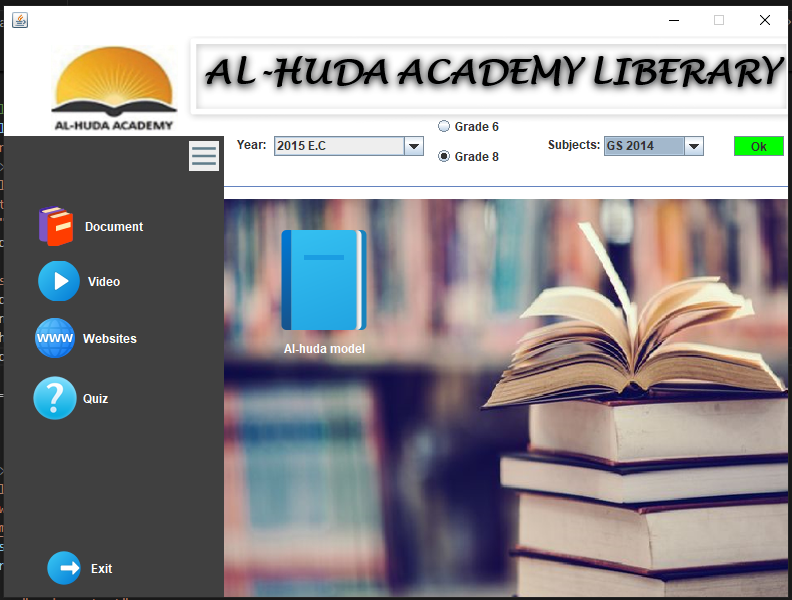 AL-HUDA ACADEMY LIBERARY
AL-HUDA ACADEMY
Year: 2015 E.C
Grade 6
Grade 8
Subjects: GS 2014
Ok
Document
Video
WWW Websites
? Quiz
Exit
Al-huda model